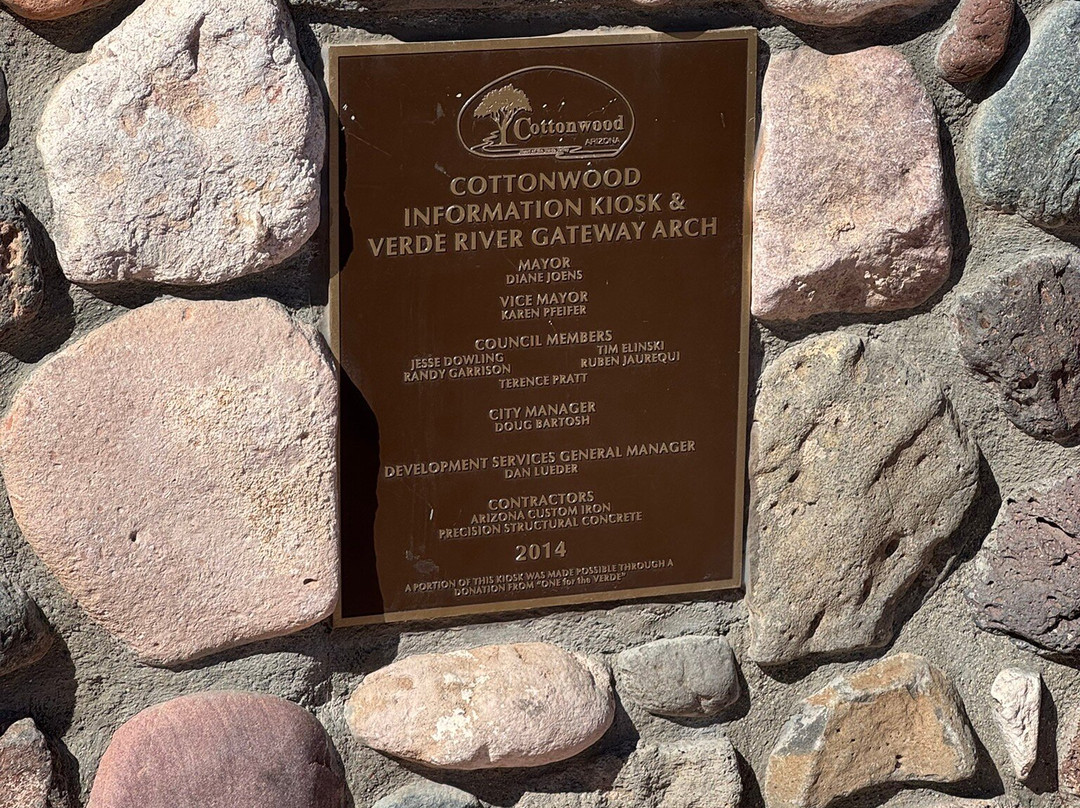 Cottonwood
ARIZONA
COTTONWOOD
INFORMATION KIOSK &
VERDE RIVER GATEWAY ARCH
MAYOR
DIANE JOENS
VICE MAYOR
KAREN PFEIFER
COUNCIL MEMBERS
JESSE DOWLING TIM ELINSKI
RANDY GARRISON RUBEN JAUREQUI
TERENCE PRATT
CITY MANAGER
DOUG BARTOSH
DEVELOPMENT SERVICES GENERAL MANAGER
DAN LUEDER
CONTRACTORS
ARIZONA CUSTOM IRON
PRECISION STRUCTURAL CONCRETE
2014
A PORTION OF THIS KIOSK WAS MADE POSSIBLE THROUGH A
DONATION FROM "ONE for the VERDE"